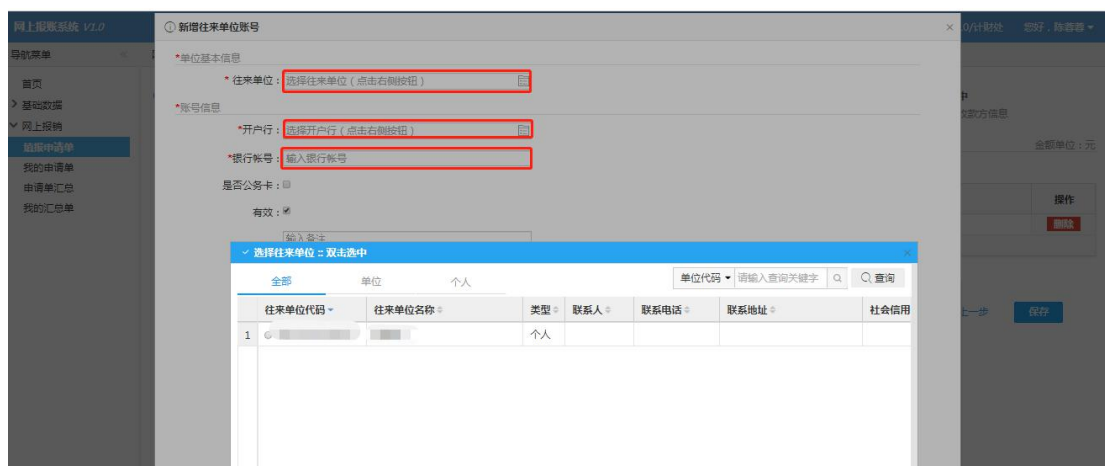 网上报账系统 V1.0
新增往来单位账号
0/计财处 您好，陈蓉蓉
导航菜单
*单位基本信息
首页
* 往来单位：选择往来单位（点击右侧按钮）
基础数据
*账号信息
网上报销
*开户行：选择开户行（点击右侧按钮）
填报申请单
金额单位：元
我的申请单
*银行帐号：输入银行帐号
申请单汇总
是否公务卡：
我的汇总单
有效：
操作
删除
输入备注
选择往来单位 :: 双击选中
全部 单位 个人 单位代码 请输入查询关键字 查询
往来单位代码 往来单位名称 类型 联系人 联系电话 联系地址 社会信用
上一步 保存
1 个人